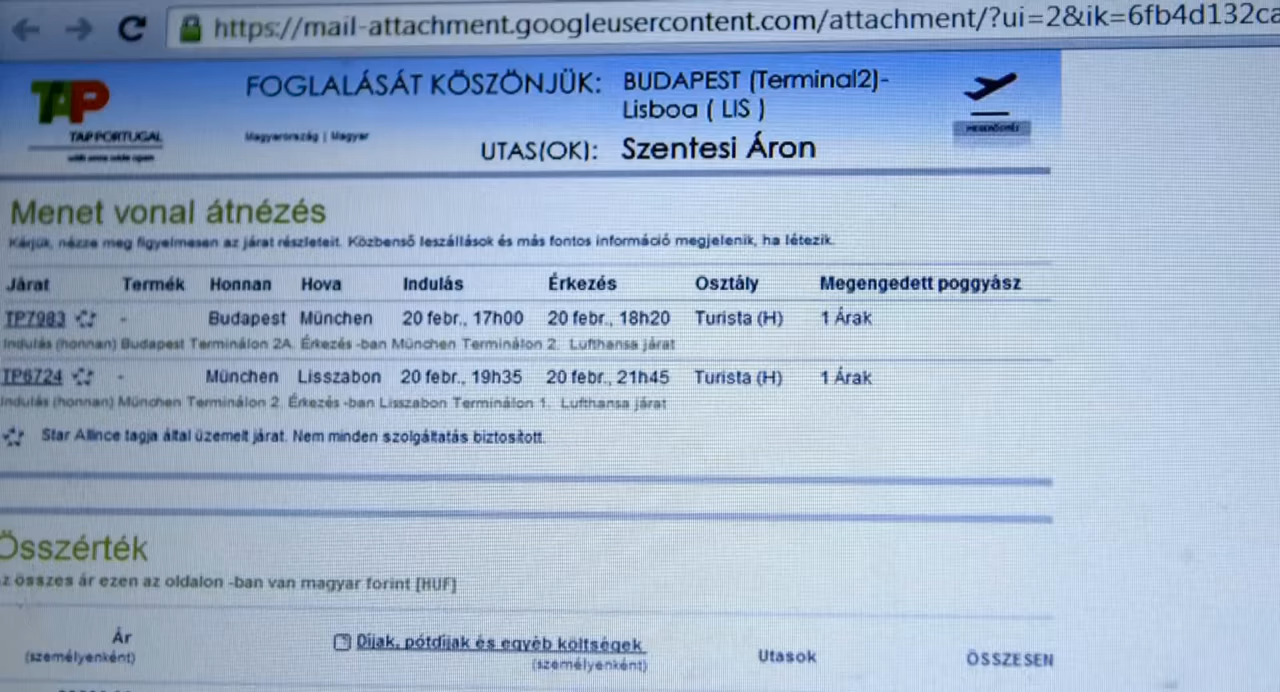 https://mail-attachment.googleusercontent.com/attachment/?ui=2&ik=6fb4d132ca
TAP
TAP PORTUGAL
FOGLALÁSÁT KÖSZÖNJÜK: BUDAPEST (Terminal2)-
Lisboa ( LIS )
Magyarország | Magyar
UTAS(OK): Szentesi Áron
Menet vonal átnézés
Kérjük, nézze meg figyelmesen az járat részleteit. Közbenső leszállások és más fontos információ megjelenik, ha létezik.
Járat Termék Honnan Hova Indulás Érkezés Osztály Megengedett poggyász
TP7983 - Budapest München 20 febr., 17h00 20 febr., 18h20 Turista (H) 1 Árak
Indulás (honnan) Budapest Terminálon 2A. Érkezés -ban München Terminálon 2. Lufthansa járat
TP6724 - München Lisszabon 20 febr., 19h35 20 febr., 21h45 Turista (H) 1 Árak
Indulás (honnan) München Terminálon 2. Érkezés -ban Lisszabon Terminálon 1. Lufthansa járat
Star Allince tagja által üzemelt járat. Nem minden szolgáltatás biztosított.
Összérték
z összes ár ezen az oldalon -ban van magyar forint [HUF]
Ár Díjak, pótdíjak és egyéb költségek Utasok ÖSSZESEN
(személyenként) (személyenként)